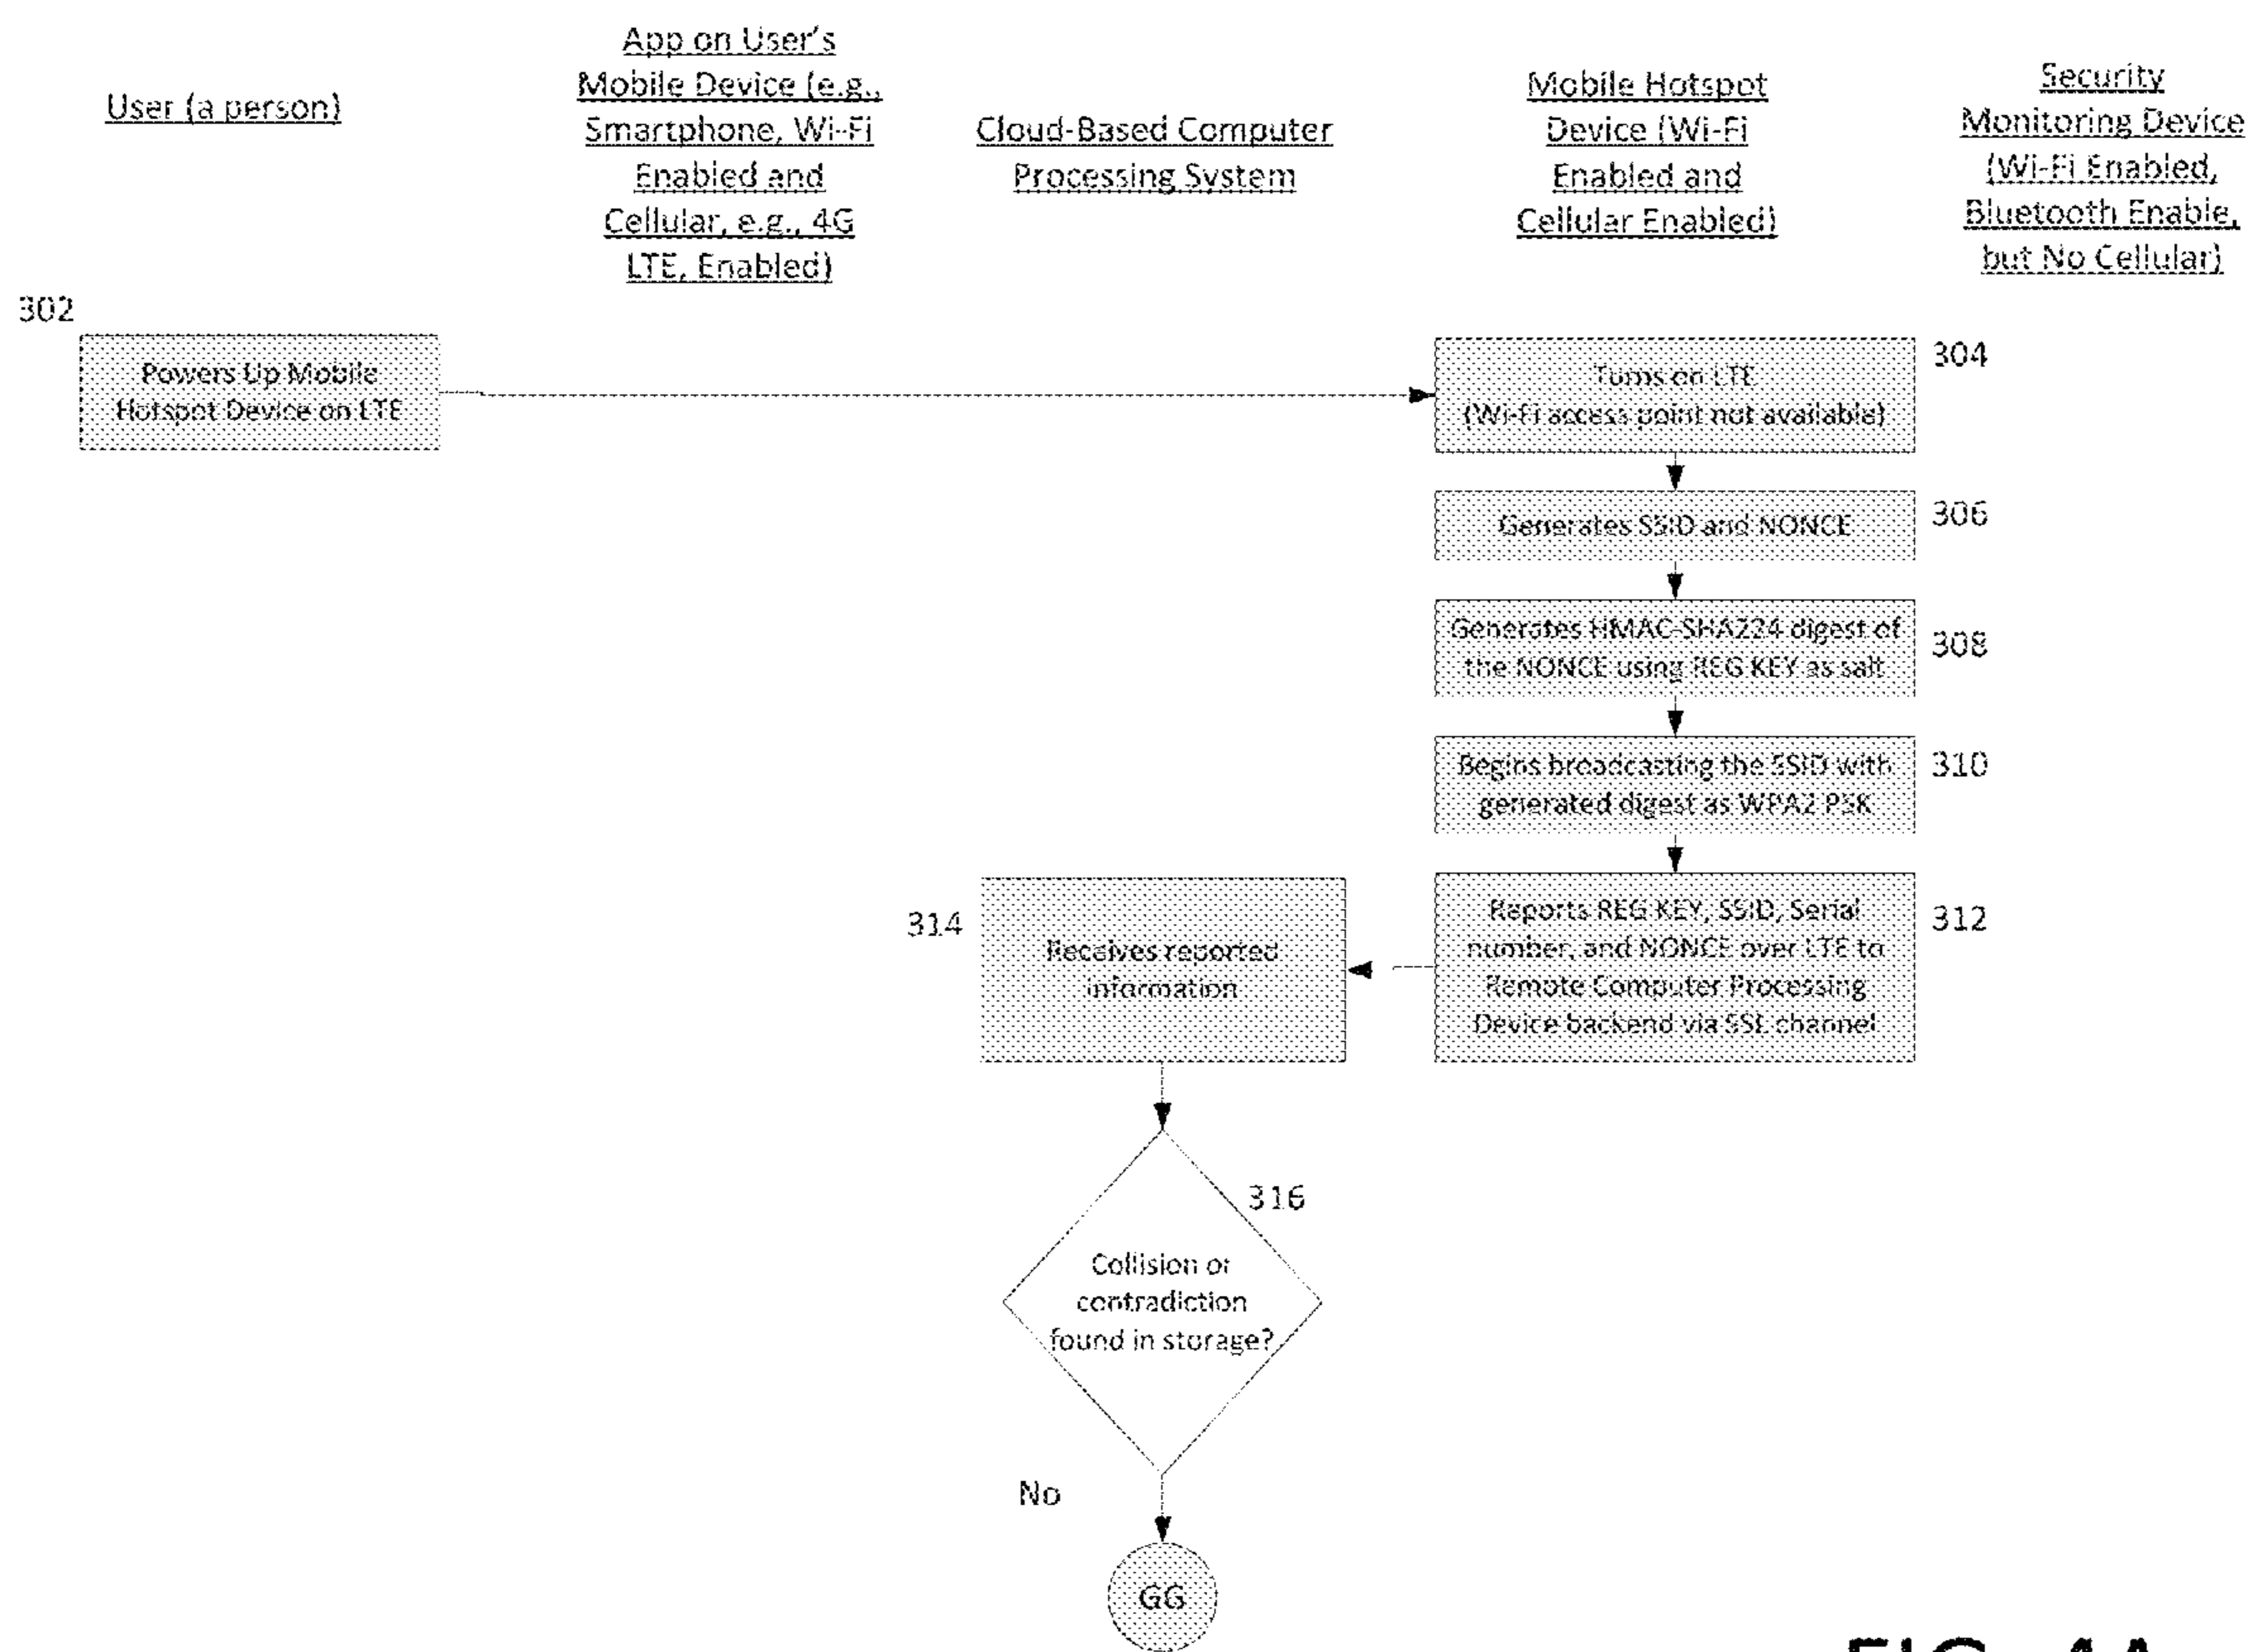 User (a person)
App on User's
Mobile Device (e.g.,
Smartphone, Wi-Fi
Enabled and
Cellular, e.g., 4G
LTE, Enabled)
Cloud-Based Computer
Processing System
Mobile Hotspot
Device (Wi-Fi
Enabled and
Cellular Enabled)
Security
Monitoring Device
(Wi-Fi Enabled,
Bluetooth Enable,
but No Cellular)
302
Powers Up Mobile
Hotspot Device on LTE
Turns on LTE
(Wi-Fi access point not available)
304
Generates SSID and NONCE
306
Generates HMAC-SHA224 digest of
the NONCE using REG KEY as salt
308
Begins broadcasting the SSID with
generated digest as WPA2 PSK
310
314
Receives reported
information
Reports REG KEY, SSID, Serial
number, and NONCE over LTE to
Remote Computer Processing
Device backend via SSL channel
312
316
Collision or
contradiction
found in storage?
No
GG
FIG. 4A